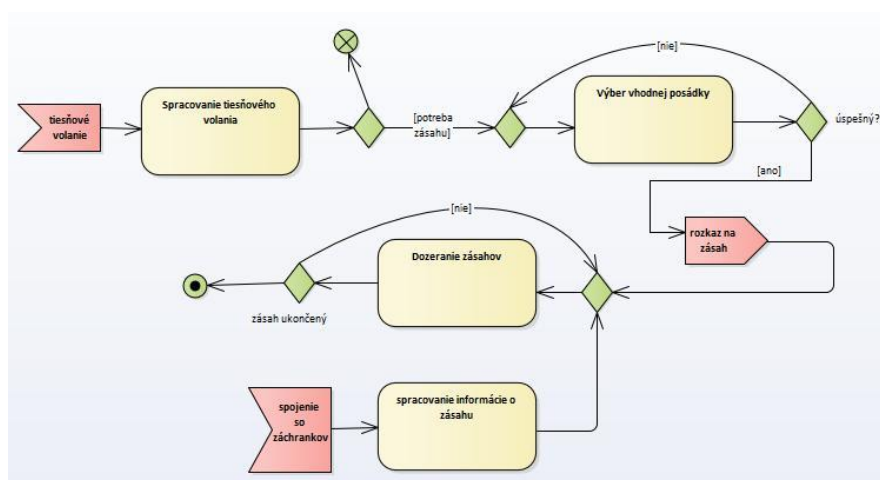 [nie]
Spracovanie tiesňového
volania
Výber vhodnej posádky
tiesňové
volanie
[potreba
zásahu]
úspešný?
[ano]
[nie]
rozkaz na
zásah
Dozeranie zásahov
zásah ukončený
spojenie
so
záchrankov
spracovanie informácie o
zásahu